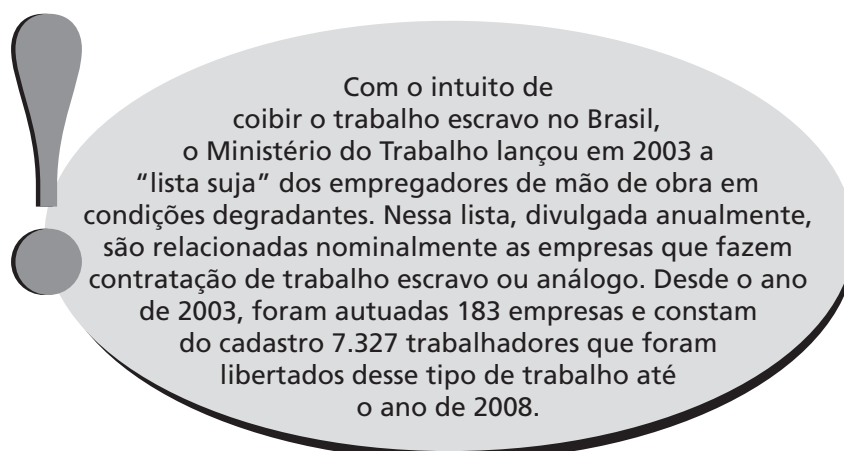 Com o intuito de
coibir o trabalho escravo no Brasil,
o Ministério do Trabalho lançou em 2003 a
“lista suja” dos empregadores de mão de obra em
condições degradantes. Nessa lista, divulgada anualmente,
são relacionadas nominalmente as empresas que fazem
contratação de trabalho escravo ou análogo. Desde o ano
de 2003, foram autuadas 183 empresas e constam
do cadastro 7.327 trabalhadores que foram
libertados desse tipo de trabalho até
o ano de 2008.